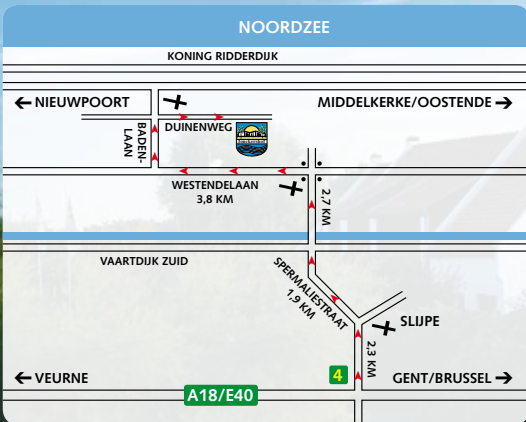 NOORDZEE
KONING RIDDERDIJK
NIEUWPOORT
MIDDELKERKE/OOSTENDE
BADEN-
LAAN
DUINENWEG
WESTENDELAAN
3,8 KM
2,7 KM
VAARTDIJK ZUID
SPERMALIESTRAAT
1,9 KM
SLIJPE
2,3 KM
4
VEURNE
GENT/BRUSSEL
A18/E40